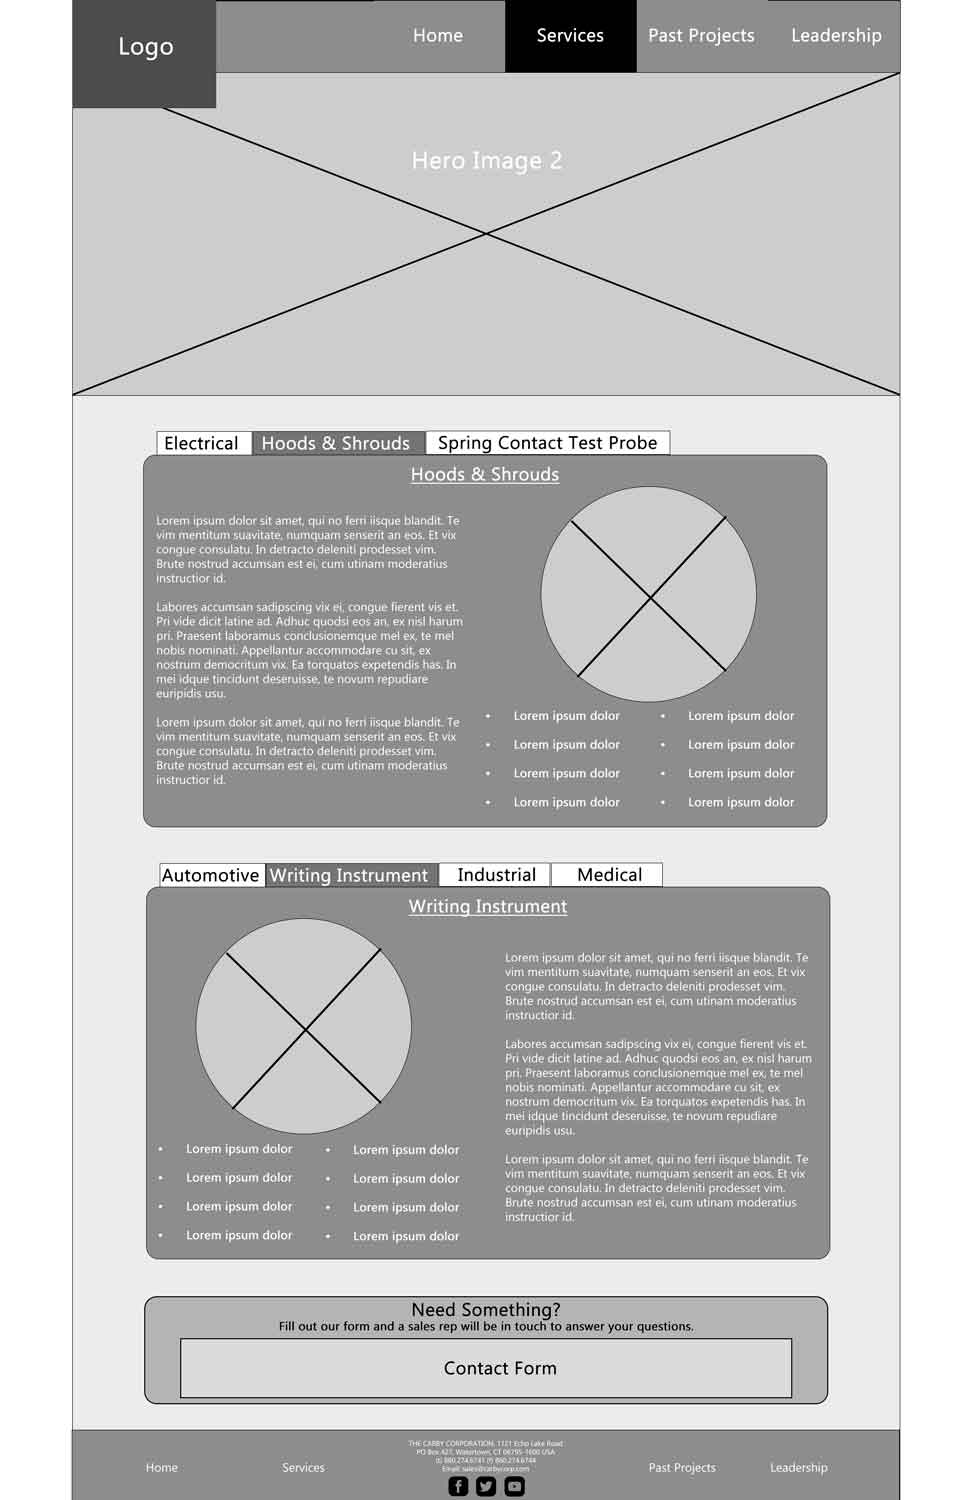 Logo
Home
Services
Past Projects
Leadership
Hero Image 2
Electrical
Hoods & Shrouds
Spring Contact Test Probe
Hoods & Shrouds
Lorem ipsum dolor sit amet, qui no ferri iisque blandit. Te
vim mentitum suavitate, numquam senserit an eos. Et vix
congue consulatu. In detracto deleniti prodesset vim.
Brute nostrud accumsan est ei, cum utinam moderatius
instructior id.
Labores accumsan sadipscing vix ei, congue fierent vis et.
Pri vide dicit latine ad. Adhuc quodsi eos an, ex nisl harum
pri. Praesent laboramus conclusionemque mel ex, te mel
nobis nominati. Appellantur accommodare cu sit, ex
nostrum democritum vix. Ea torquatos expetendis has. In
mei idque tincidunt deseruisse, te novum repudiare
euripidis usu.
Lorem ipsum dolor sit amet, qui no ferri iisque blandit. Te
vim mentitum suavitate, numquam senserit an eos. Et vix
congue consulatu. In detracto deleniti prodesset vim.
Brute nostrud accumsan est ei, cum utinam moderatius
instructior id.
• Lorem ipsum dolor
• Lorem ipsum dolor
• Lorem ipsum dolor
• Lorem ipsum dolor
• Lorem ipsum dolor
• Lorem ipsum dolor
• Lorem ipsum dolor
• Lorem ipsum dolor
Automotive
Writing Instrument
Industrial
Medical
Writing Instrument
• Lorem ipsum dolor
• Lorem ipsum dolor
• Lorem ipsum dolor
• Lorem ipsum dolor
• Lorem ipsum dolor
• Lorem ipsum dolor
• Lorem ipsum dolor
• Lorem ipsum dolor
Lorem ipsum dolor sit amet, qui no ferri iisque blandit. Te
vim mentitum suavitate, numquam senserit an eos. Et vix
congue consulatu. In detracto deleniti prodesset vim.
Brute nostrud accumsan est ei, cum utinam moderatius
instructior id.
Labores accumsan sadipscing vix ei, congue fierent vis et.
Pri vide dicit latine ad. Adhuc quodsi eos an, ex nisl harum
pri. Praesent laboramus conclusionemque mel ex, te mel
nobis nominati. Appellantur accommodare cu sit, ex
nostrum democritum vix. Ea torquatos expetendis has. In
mei idque tincidunt deseruisse, te novum repudiare
euripidis usu.
Lorem ipsum dolor sit amet, qui no ferri iisque blandit. Te
vim mentitum suavitate, numquam senserit an eos. Et vix
congue consulatu. In detracto deleniti prodesset vim.
Brute nostrud accumsan est ei, cum utinam moderatius
instructior id.
Need Something?
Fill out our form and a sales rep will be in touch to answer your questions.
Contact Form
THE CARBY CORPORATION, 1121 Echo Lake Road
PO Box 427, Watertown, CT 06795-1600 USA
(t) 860.274.6741 (f) 860.274.6744
Email: sales@carbycorp.com
Home
Services
Past Projects
Leadership